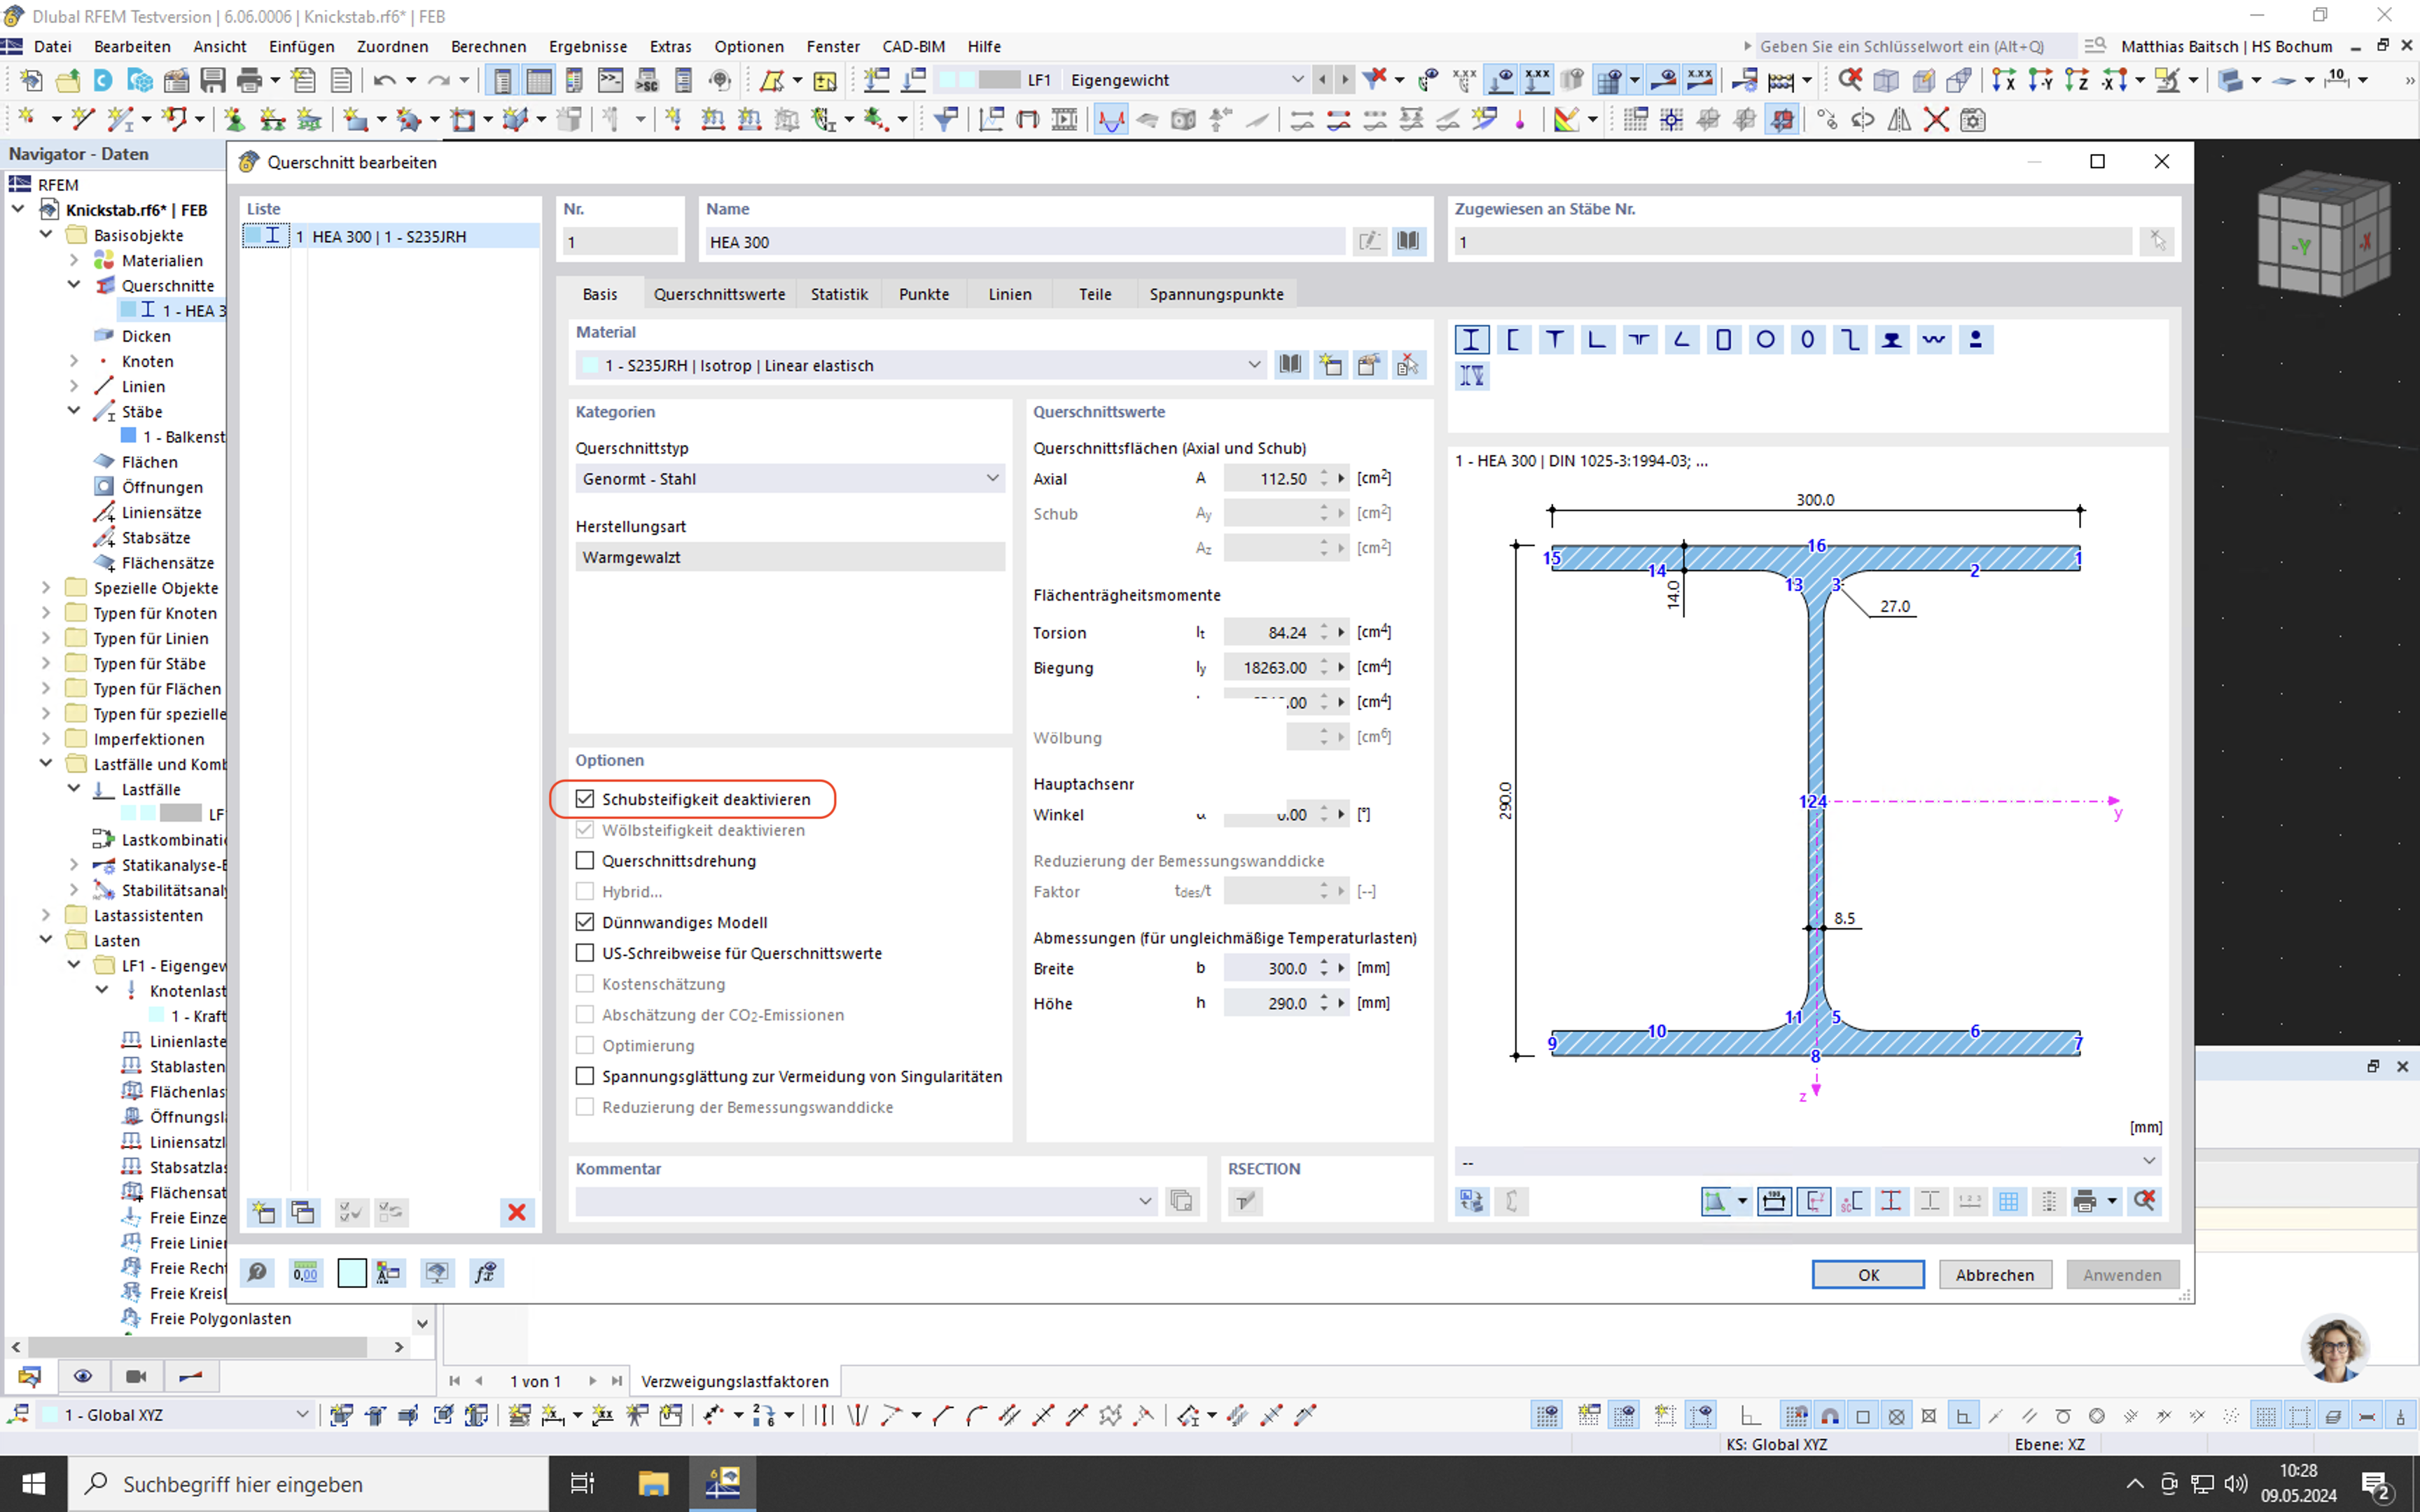 Dlubal RFEM Testversion | 6.06.0006 | Knickstab.rf6* | FEB
Datei Bearbeiten Ansicht Einfügen Zuordnen Berechnen Ergebnisse Extras Optionen Fenster CAD-BIM Hilfe
Geben Sie ein Schlüsselwort ein (Alt+Q)
Matthias Baitsch | HS Bochum
LF1 Eigengewicht
Navigator - Daten
RFEM
Knickstab.rf6* | FEB
Basisobjekte
Materialien
Querschnitte
1 - HEA 3
Dicken
Knoten
Linien
Stäbe
1 - Balkenst
Flächen
Öffnungen
Liniensätze
Stabsätze
Flächensätze
Spezielle Objekte
Typen für Knoten
Typen für Linien
Typen für Stäbe
Typen für Flächen
Typen für spezielle
Imperfektionen
Lastfälle und Komb
Lastfälle
LF
Lastkombinati
Statikanalyse-E
Stabilitätsanaly
Lastassistenten
Lasten
LF1 - Eigengew
Knotenlast
1 - Kraft
Linienlaste
Stablasten
Flächenlas
Öffnungsla
Liniensatzl
Stabsatzlas
Flächensat
Freie Einze
Freie Linier
Freie Recht
Freie Kreisl
Freie Polygonlasten
Querschnitt bearbeiten
Liste
1 HEA 300 | 1 - S235JRH
Nr.
1
Name
HEA 300
Zugewiesen an Stäbe Nr.
1
Basis Querschnittswerte Statistik Punkte Linien Teile Spannungspunkte
Material
1 - S235JRH | Isotrop | Linear elastisch
Kategorien
Querschnittstyp
Genormt - Stahl
Herstellungsart
Warmgewalzt
Optionen
Schubsteifigkeit deaktivieren
Wölbsteifigkeit deaktivieren
Querschnittsdrehung
Hybrid...
Dünnwandiges Modell
US-Schreibweise für Querschnittswerte
Kostenschätzung
Abschätzung der CO2-Emissionen
Optimierung
Spannungsglättung zur Vermeidung von Singularitäten
Reduzierung der Bemessungswanddicke
Querschnittswerte
Querschnittsflächen (Axial und Schub)
Axial A 112.50 [cm2]
Schub Ay [cm2]
Az [cm2]
Flächenträgheitsmomente
Torsion It 84.24 [cm4]
Biegung Iy 18263.00 [cm4]
.00 [cm4]
Wölbung [cm6]
Hauptachsenr
Winkel α 0.00 [°]
Reduzierung der Bemessungswanddicke
Faktor tdes/t [--]
Abmessungen (für ungleichmäßige Temperaturlasten)
Breite b 300.0 [mm]
Höhe h 290.0 [mm]
Kommentar
RSECTION
1 - HEA 300 | DIN 1025-3:1994-03; ...
300.0
15 16 1
14 2
13 3
14.0
27.0
290.0
124
y
8.5
11 5
10 6
9 8 7
z
[mm]
--
OK Abbrechen Anwenden
1 von 1
Verzweigungslastfaktoren
1 - Global XYZ
KS: Global XYZ
Ebene: XZ
Suchbegriff hier eingeben
10:28
09.05.2024
2
-Y
-X